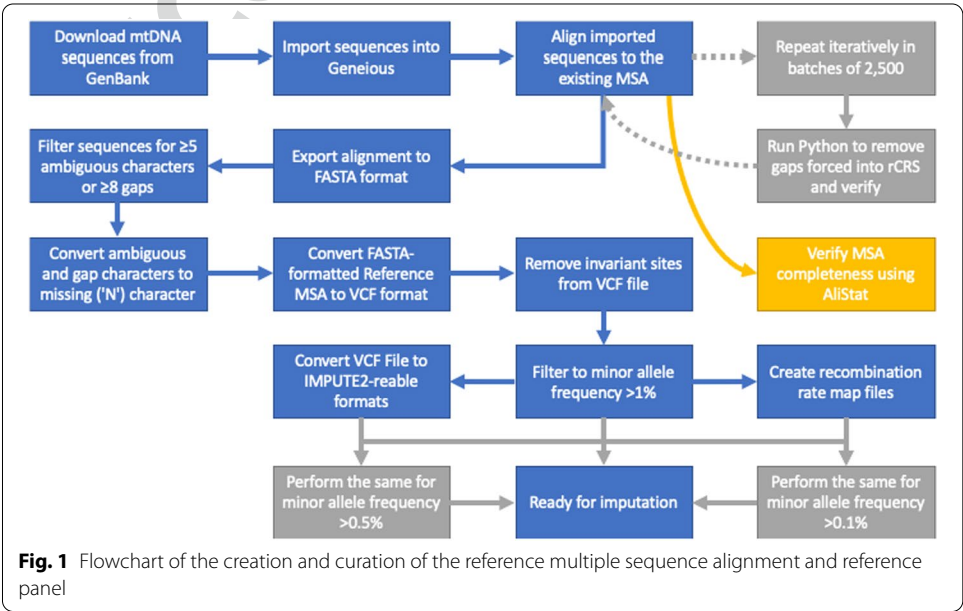 Download mtDNA
sequences from
GenBank
Import sequences into
Geneious
Align imported
sequences to the
existing MSA
Repeat iteratively in
batches of 2,500
Filter sequences for ≥5
ambiguous characters
or ≥8 gaps
Export alignment to
FASTA format
Run Python to remove
gaps forced into rCRS
and verify
Convert ambiguous
and gap characters to
missing ('N') character
Convert FASTA-
formatted Reference
MSA to VCF format
Remove invariant sites
from VCF file
Verify MSA
completeness using
AliStat
Convert VCF File to
IMPUTE2-reable
formats
Filter to minor allele
frequency >1%
Create recombination
rate map files
Perform the same for
minor allele frequency
>0.5%
Ready for imputation
Perform the same for
minor allele frequency
>0.1%
Fig. 1 Flowchart of the creation and curation of the reference multiple sequence alignment and reference
panel